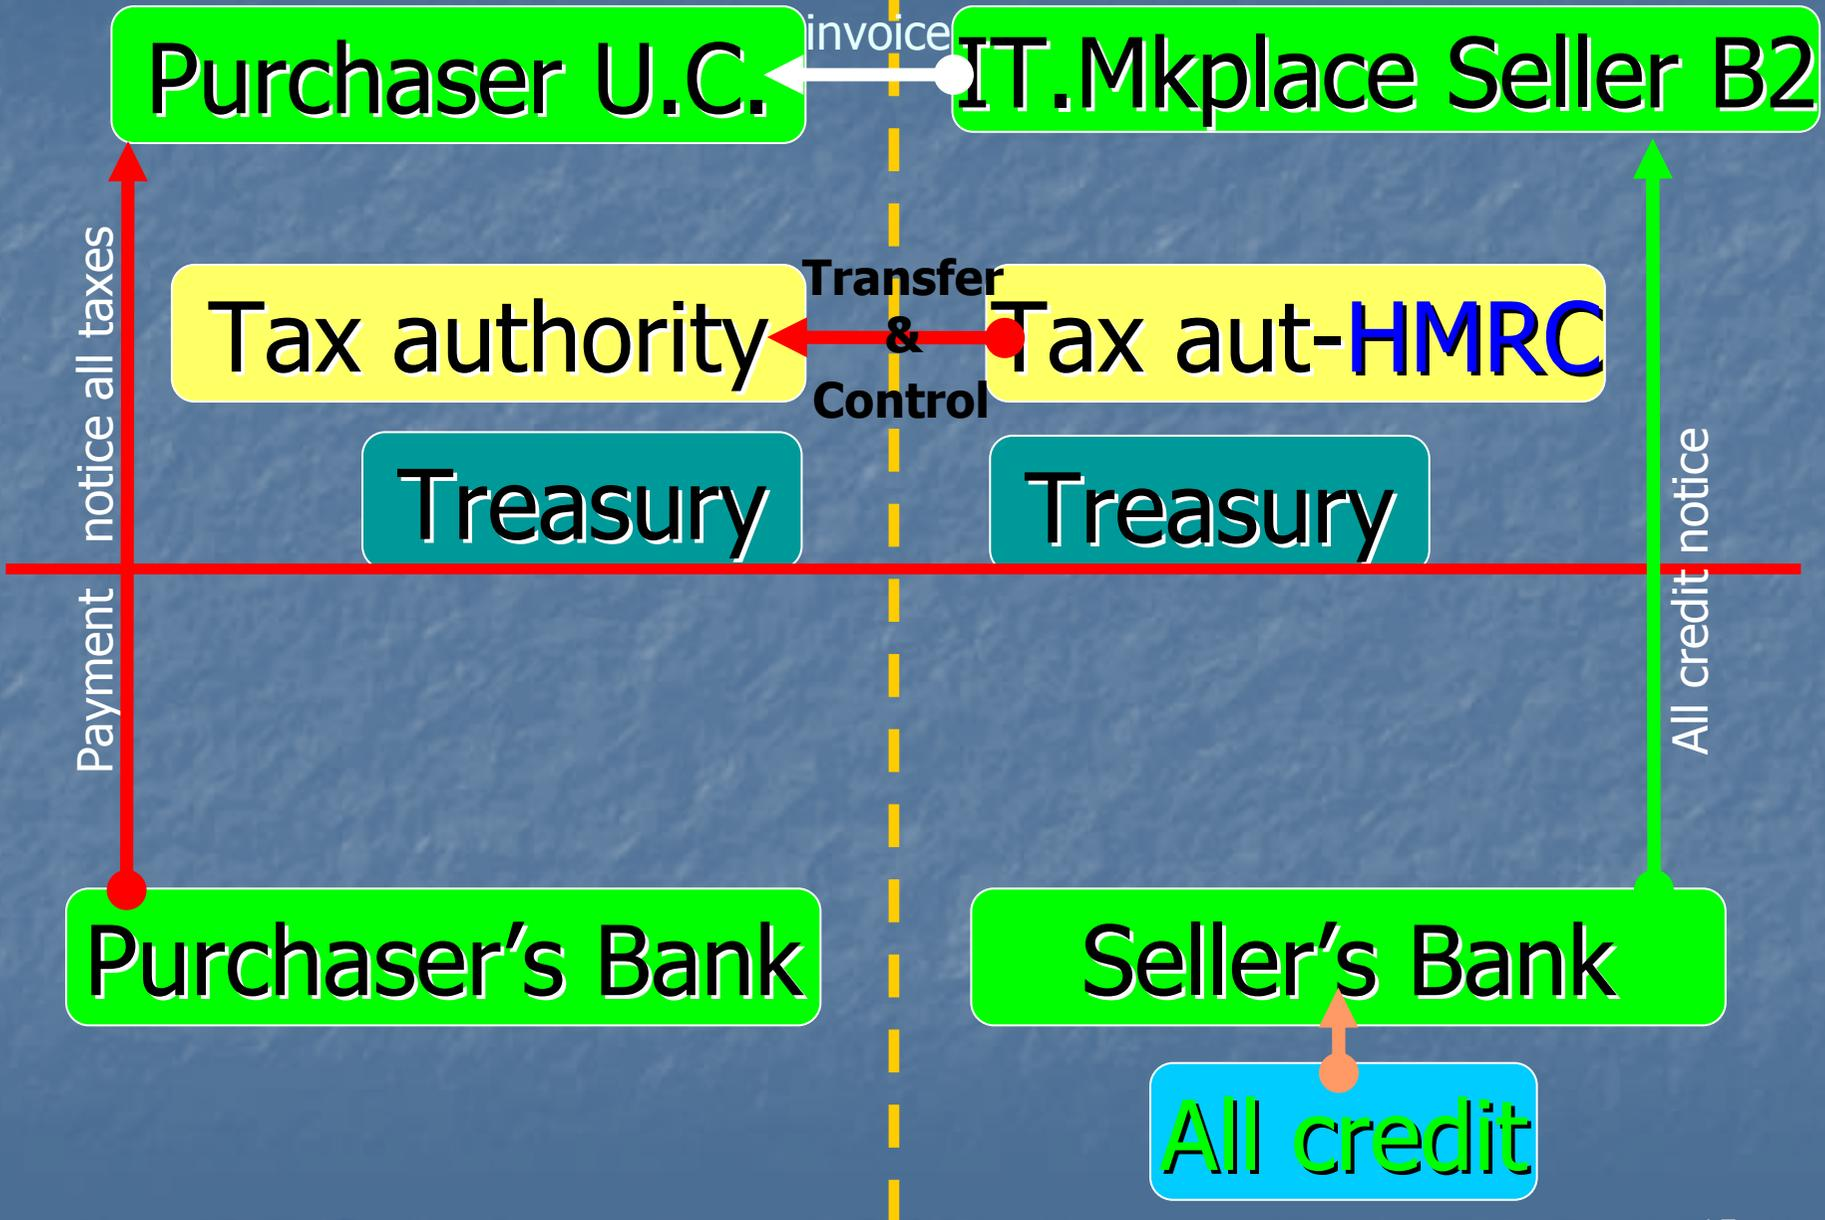 invoice
Purchaser U.C.
IT.Mkplace Seller B2
Payment notice all taxes
Transfer
&
Control
Tax authority
Tax aut-HMRC
Treasury
Treasury
All credit notice
Purchaser’s Bank
Seller’s Bank
All credit